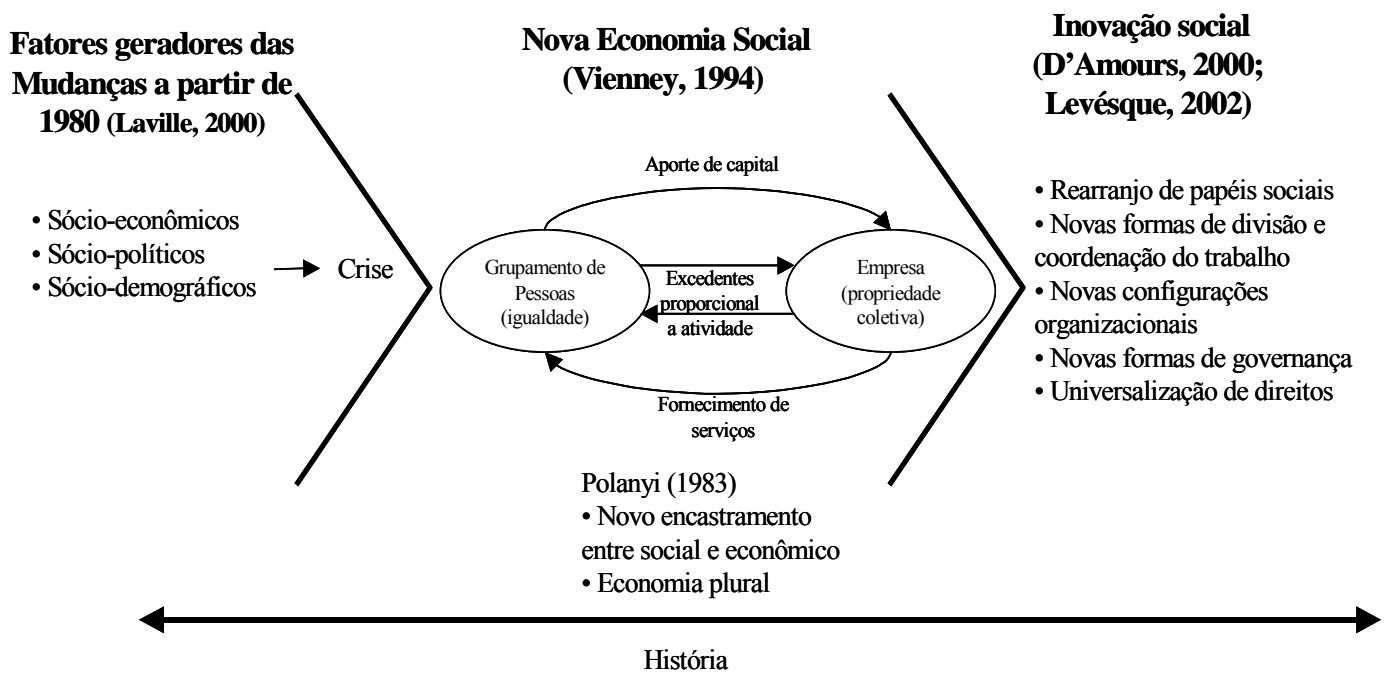 Fatores geradores das
Mudanças a partir de
1980 (Laville, 2000)
• Sócio-econômicos
• Sócio-políticos
• Sócio-demográficos
Crise
Nova Economia Social
(Vienney, 1994)
Aporte de capital
Grupamento de
Pessoas
(igualdade)
Excedentes
proporcional
a atividade
Empresa
(propriedade
coletiva)
Fornecimento de
serviços
Polanyi (1983)
• Novo encastramento
entre social e econômico
• Economia plural
Inovação social
(D’Amours, 2000;
Levésque, 2002)
• Rearranjo de papéis sociais
• Novas formas de divisão e
coordenação do trabalho
• Novas configurações
organizacionais
• Novas formas de governança
• Universalização de direitos
História